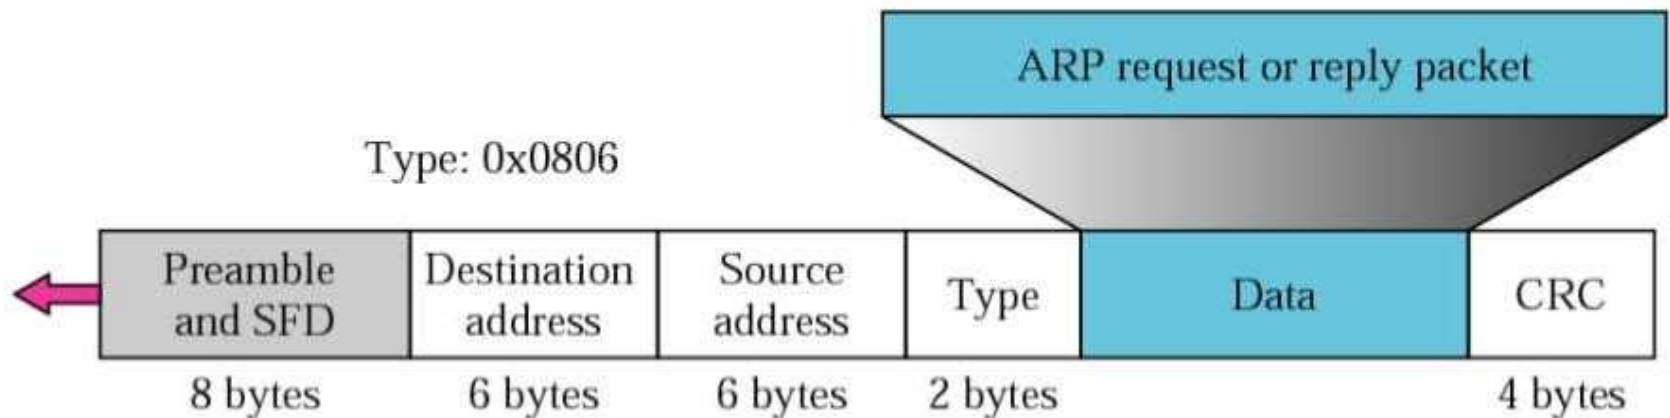 ARP request or reply packet
Type: 0x0806
Preamble
and SFD
Destination
address
Source
address
Type
Data
CRC
8 bytes
6 bytes
6 bytes
2 bytes
4 bytes